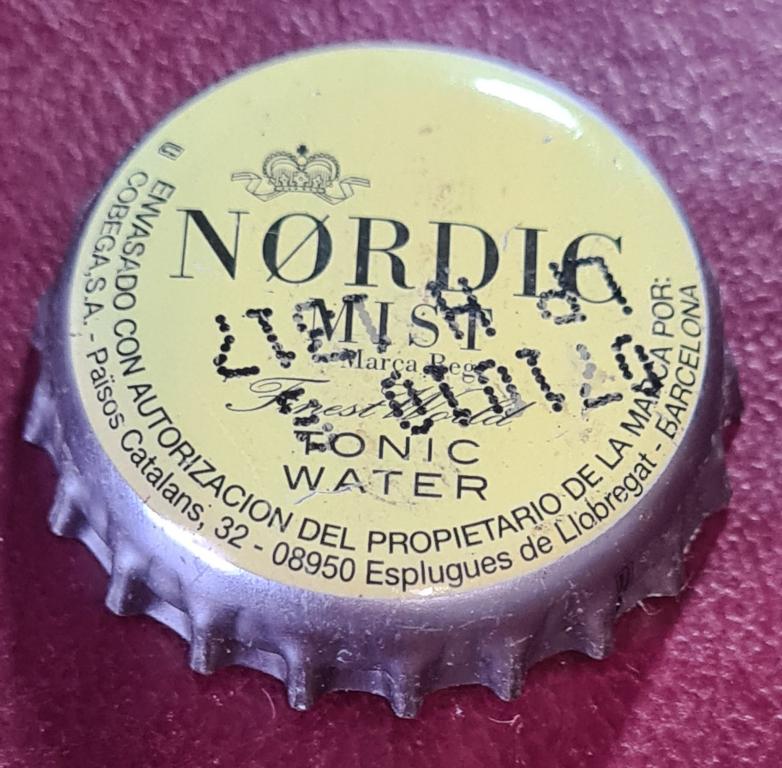 NØRDIC
MIST
Marca Reg
Finest World
TONIC
WATER
ENVASADO CON AUTORIZACION DEL PROPIETARIO DE LA MARCA POR:
COBEGA, S.A. - Països Catalans, 32 - 08950 Esplugues de Llobregat - BARCELONA